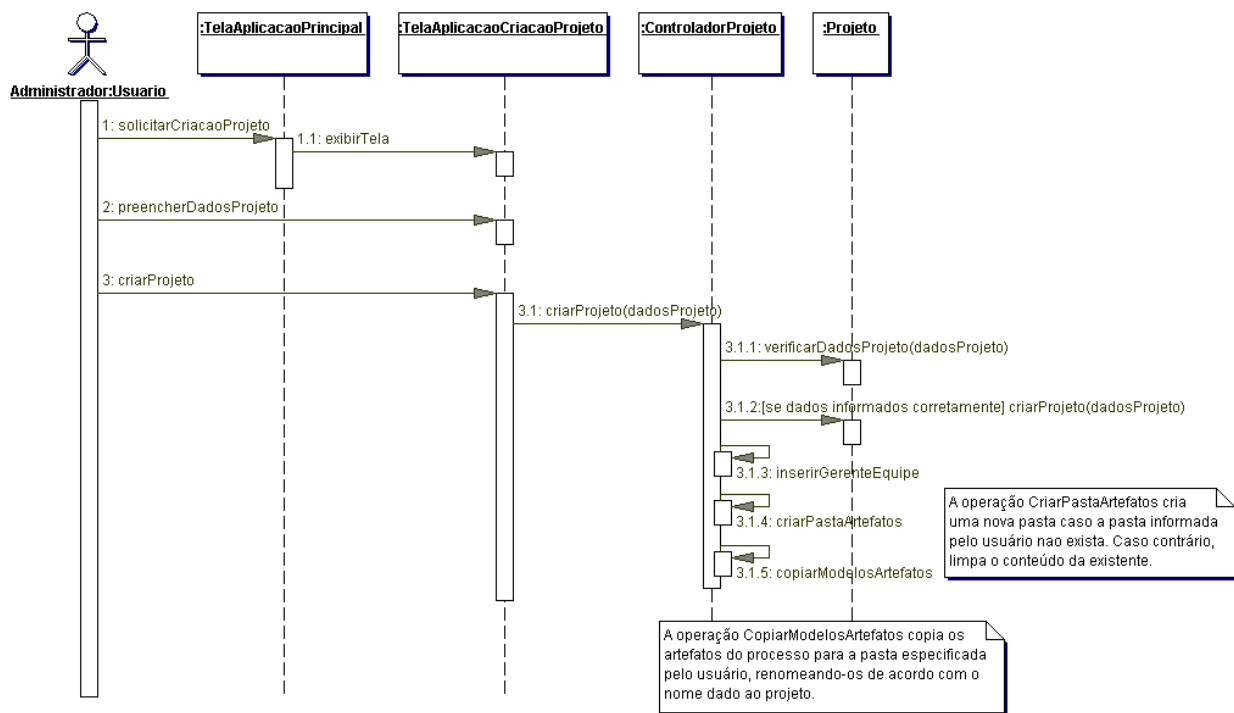 :TelaAplicacaoPrincipal
:TelaAplicacaoCriacaoProjeto
:ControladorProjeto
:Projeto
Administrador:Usuario
1: solicitarCriacaoProjeto
1.1: exibirTela
2: preencherDadosProjeto
3: criarProjeto
3.1: criarProjeto(dadosProjeto)
3.1.1: verificarDadosProjeto(dadosProjeto)
3.1.2:[se dados informados corretamente] criarProjeto(dadosProjeto)
3.1.3: inserirGerenteEquipe
3.1.4: criarPastaArtefatos
3.1.5: copiarModelosArtefatos
A operação CriarPastaArtefatos cria
uma nova pasta caso a pasta informada
pelo usuário nao exista. Caso contrário,
limpa o conteúdo da existente.
A operação CopiarModelosArtefatos copia os
artefatos do processo para a pasta especificada
pelo usuário, renomeando-os de acordo com o
nome dado ao projeto.